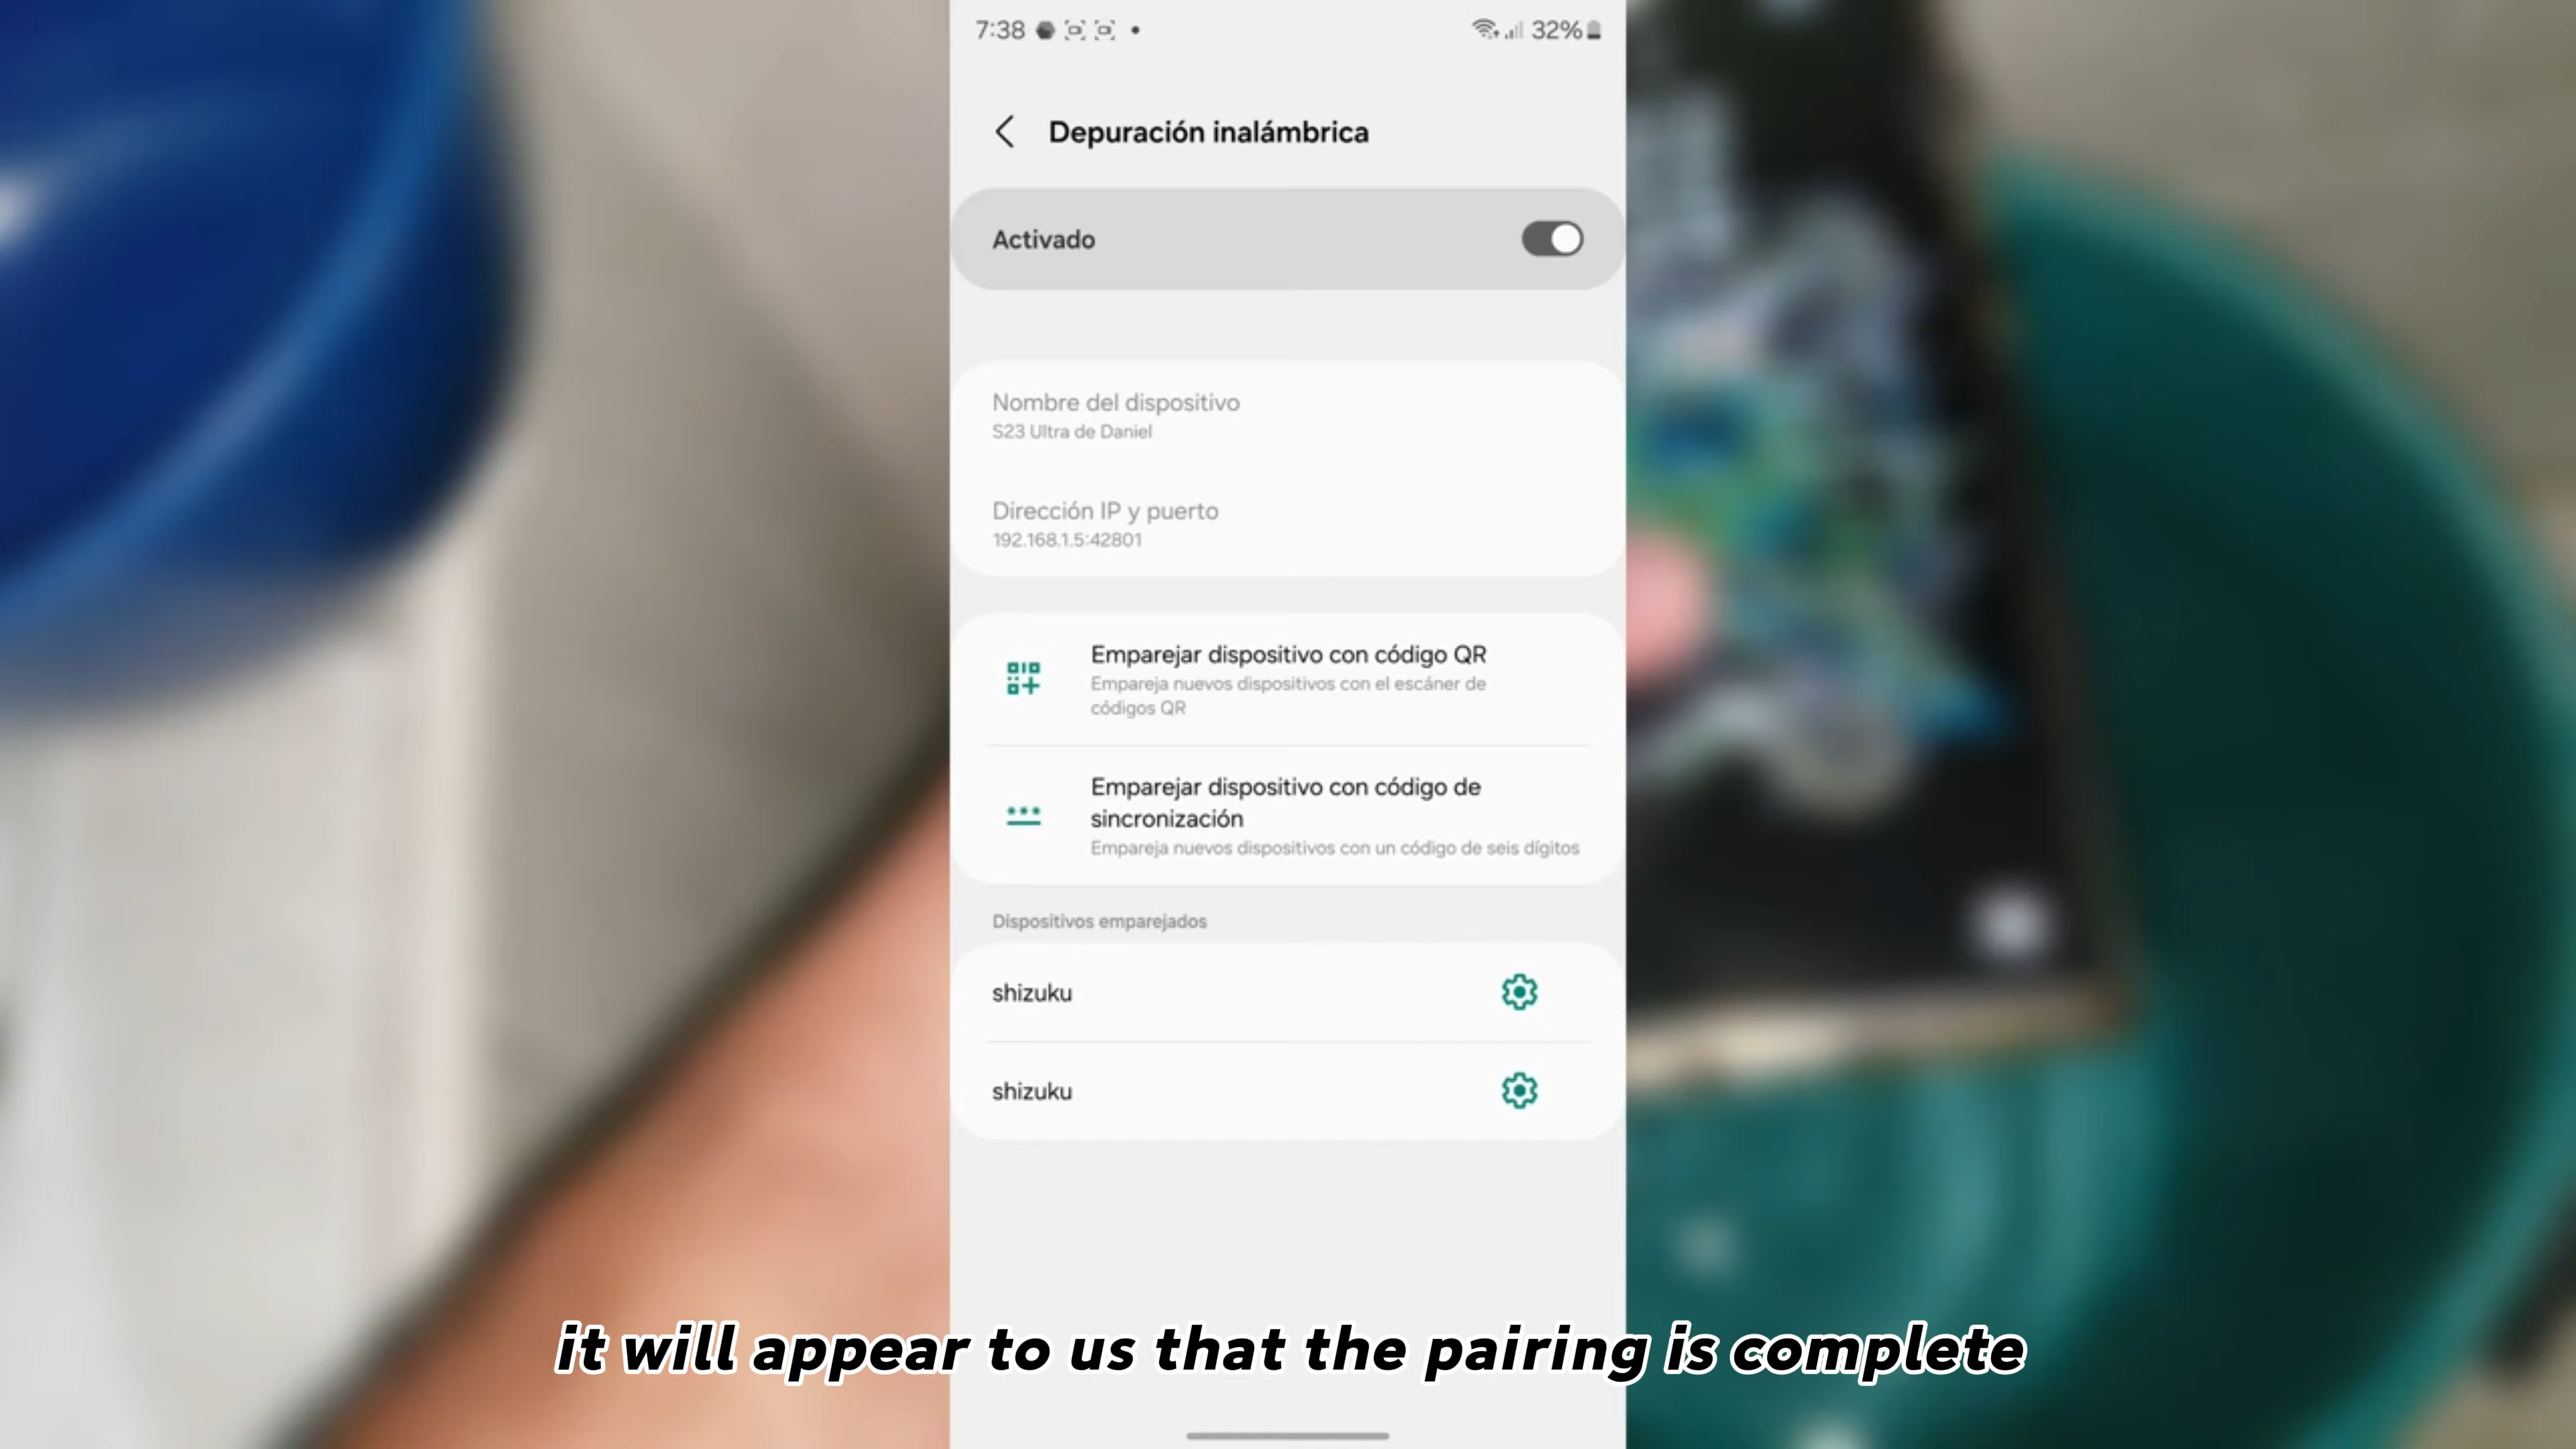 7:38
32%
Depuración inalámbrica
Activado
Nombre del dispositivo
S23 Ultra de Daniel
Dirección IP y puerto
192.168.1.5:42801
Emparejar dispositivo con código QR
Empareja nuevos dispositivos con el escáner de
códigos QR
Emparejar dispositivo con código de
sincronización
Empareja nuevos dispositivos con un código de seis dígitos
Dispositivos emparejados
shizuku
shizuku
it will appear to us that the pairing is complete